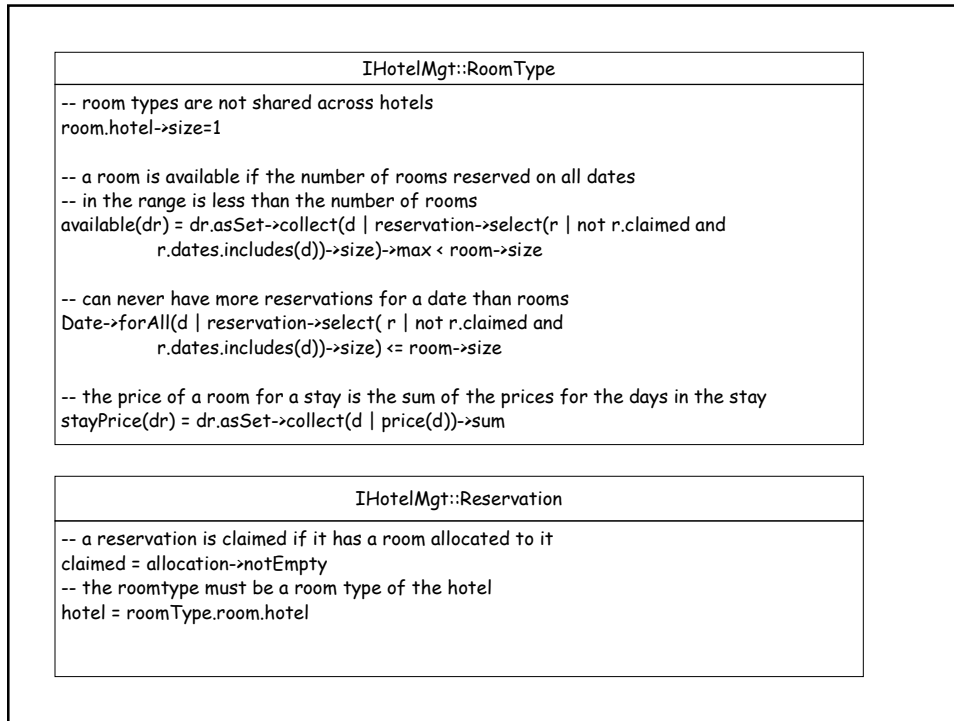 IHotelMgt::RoomType
-- room types are not shared across hotels
room.hotel->size=1
-- a room is available if the number of rooms reserved on all dates
-- in the range is less than the number of rooms
available(dr) = dr.asSet->collect(d | reservation->select(r | not r.claimed and
r.dates.includes(d))->size)->max < room->size
-- can never have more reservations for a date than rooms
Date->forAll(d | reservation->select( r | not r.claimed and
r.dates.includes(d))->size) <= room->size
-- the price of a room for a stay is the sum of the prices for the days in the stay
stayPrice(dr) = dr.asSet->collect(d | price(d))->sum
IHotelMgt::Reservation
-- a reservation is claimed if it has a room allocated to it
claimed = allocation->notEmpty
-- the roomtype must be a room type of the hotel
hotel = roomType.room.hotel